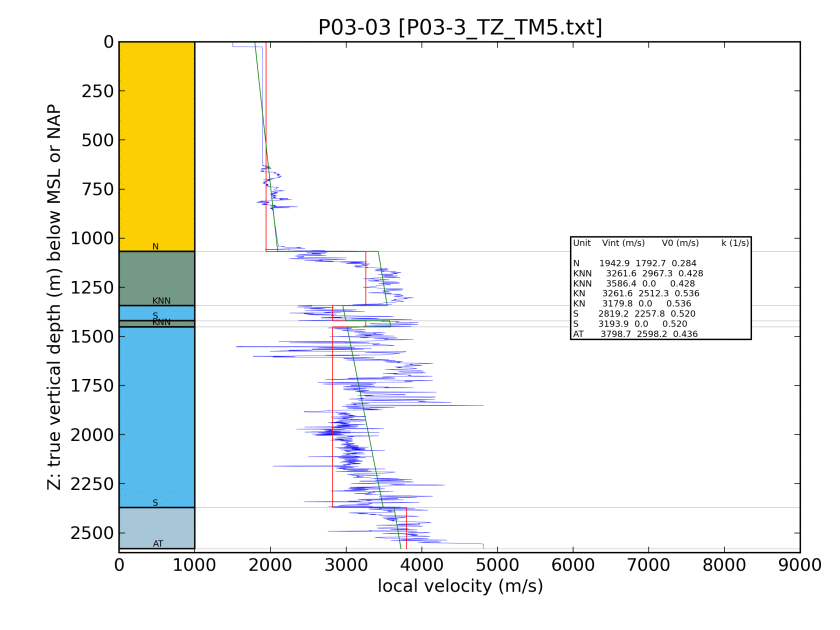 P03-03 [P03-3_TZ_TM5.txt]
Z: true vertical depth (m) below MSL or NAP
0
250
500
750
1000
1250
1500
1750
2000
2250
2500
N
KNN
S
KNN
S
AT
Unit Vint (m/s) V0 (m/s) k (1/s)
N 1942.9 1792.7 0.284
KNN 3261.6 2967.3 0.428
KNN 3586.4 0.0 0.428
KN 3261.6 2512.3 0.536
KN 3179.8 0.0 0.536
S 2819.2 2257.8 0.520
S 3193.9 0.0 0.520
AT 3798.7 2598.2 0.436
0 1000 2000 3000 4000 5000 6000 7000 8000 9000
local velocity (m/s)